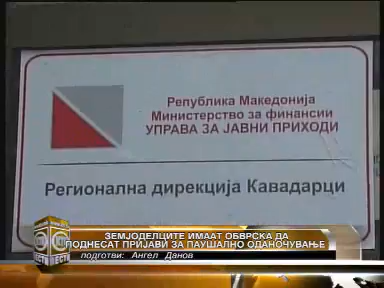 Република Македонија
Министерство за финансии
УПРАВА ЗА ЈАВНИ ПРИХОДИ
Регионална дирекција Кавадарци
ЗЕМЈОДЕЛЦИТЕ ИМААТ ОБВРСКА ДА
ПОДНЕСАТ ПРИЈАВИ ЗА ПАУШАЛНО ОДАНОЧУВАЊЕ
подготви: Ангел Данов